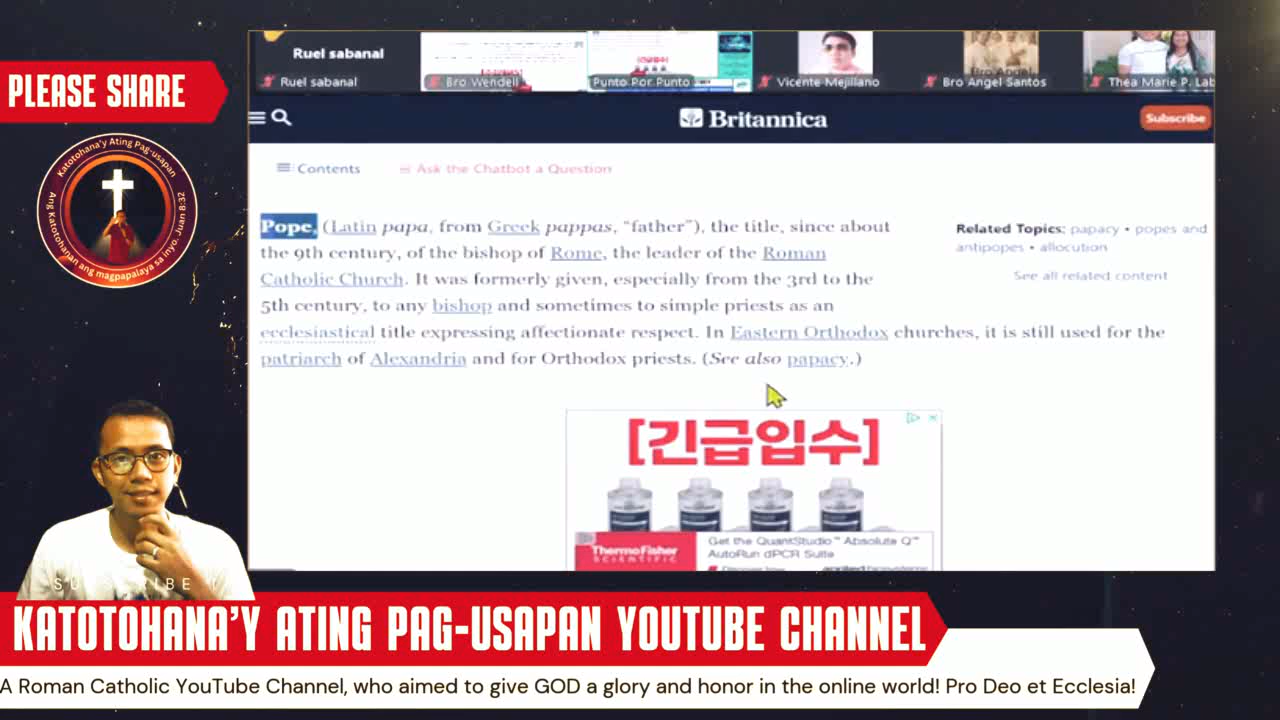 PLEASE SHARE
Katotohana'y Ating Pag-usapan
Ang Katotohanan ang magpapalaya sa inyo. Juan 8:32
Ruel sabanal
Ruel sabanal
Bro Wendell
Punto Por Punto
Vicente Mejillano
Bro Angel Santos
Thea Marie P. Lab
Britannica
Subscribe
Contents
Ask the Chatbot a Question
Pope, (Latin papa, from Greek pappas, “father”), the title, since about
the 9th century, of the bishop of Rome, the leader of the Roman
Catholic Church. It was formerly given, especially from the 3rd to the
5th century, to any bishop and sometimes to simple priests as an
ecclesiastical title expressing affectionate respect. In Eastern Orthodox churches, it is still used for the
patriarch of Alexandria and for Orthodox priests. (See also papacy.)
Related Topics: papacy • popes and
antipopes • allocution
See all related content
[긴급입수]
ThermoFisher
SCIENTIFIC
Get the QuantStudio™ Absolute Q™
AutoRun dPCR Suite
KATOTOHANA’Y ATING PAG-USAPAN YOUTUBE CHANNEL
A Roman Catholic YouTube Channel, who aimed to give GOD a glory and honor in the online world! Pro Deo et Ecclesia!